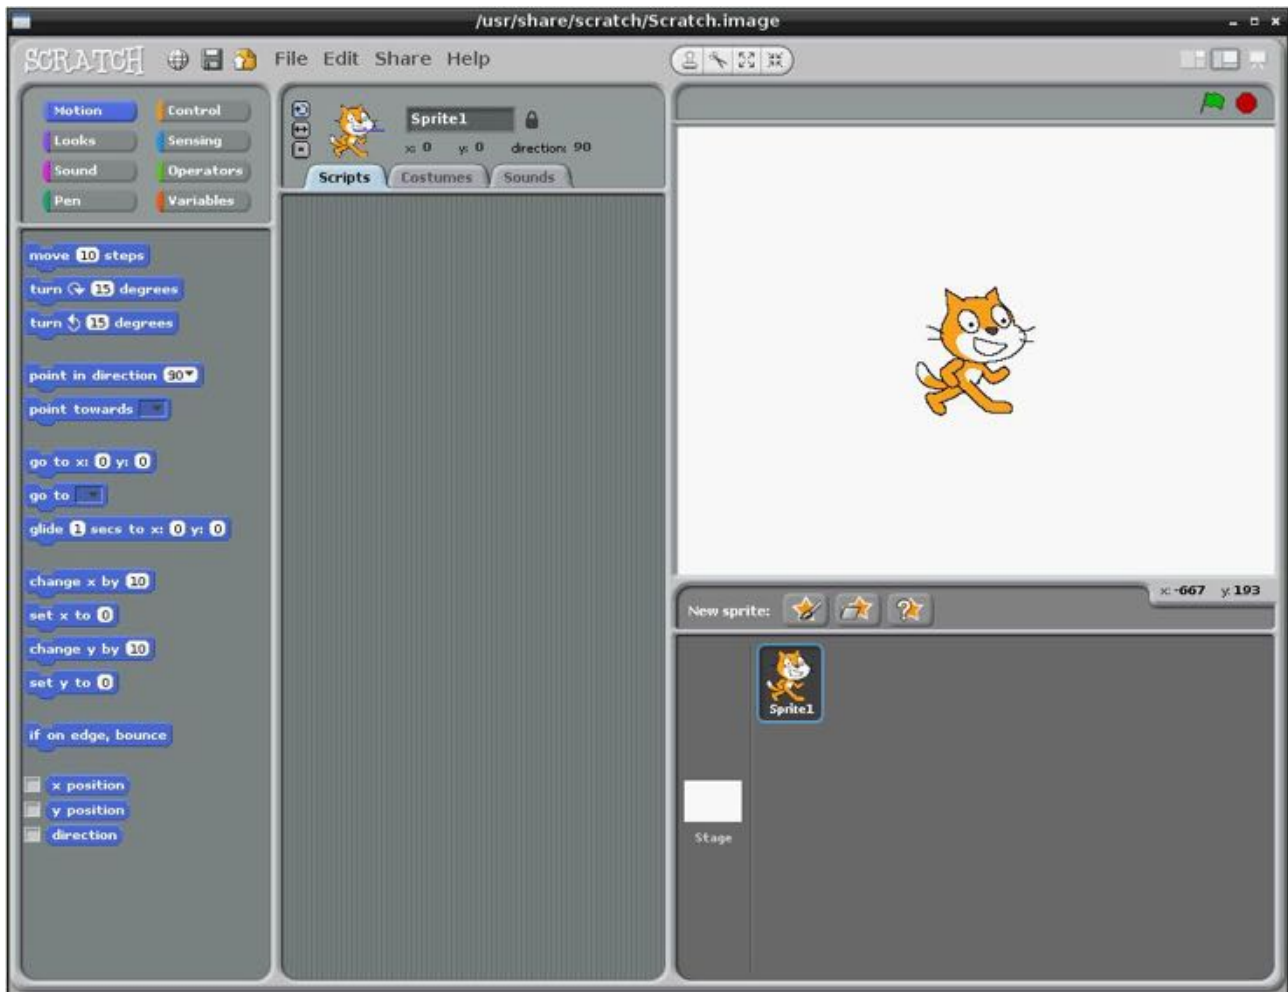 /usr/share/scratch/Scratch.image
SCRATCH File Edit Share Help
Motion Control
Looks Sensing
Sound Operators
Pen Variables
move 10 steps
turn 15 degrees
turn 15 degrees
point in direction 90
point towards
go to x: 0 y: 0
go to
glide 1 secs to x: 0 y: 0
change x by 10
set x to 0
change y by 10
set y to 0
if on edge, bounce
x position
y position
direction
Sprite1
x: 0 y: 0 direction: 90
Scripts Costumes Sounds
x: -667 y: 193
New sprite:
Sprite1
Stage